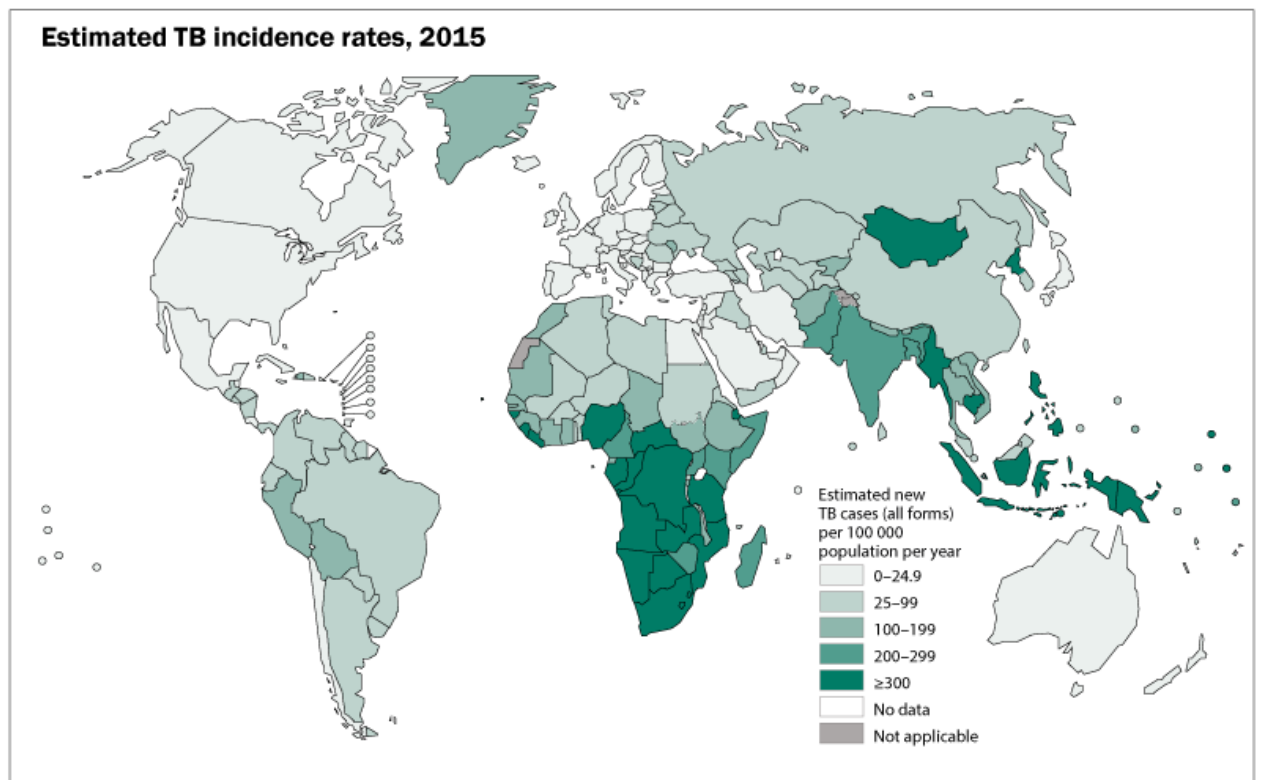 Estimated TB incidence rates, 2015
Estimated new
TB cases (all forms)
per 100 000
population per year
0–24.9
25–99
100–199
200–299
≥300
No data
Not applicable